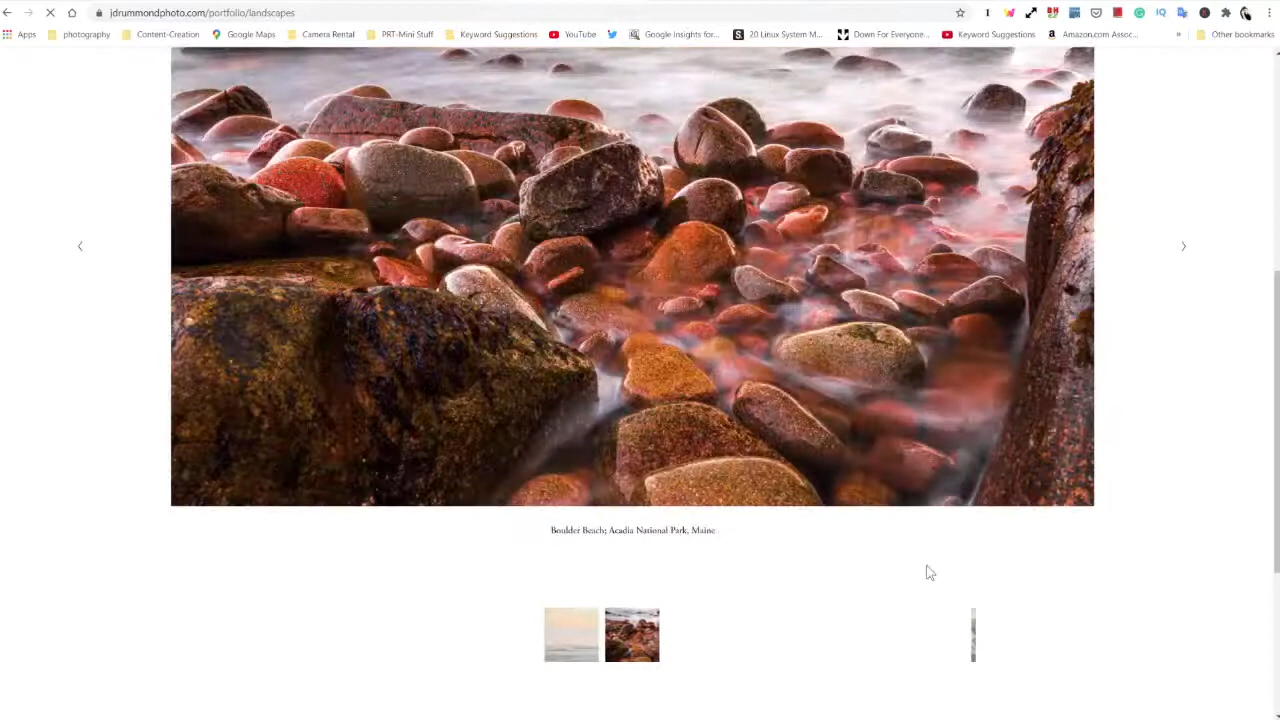 jdrummondphoto.com/portfolio/landscapes
Apps photography Content-Creation Google Maps Camera Rental PRT-Mini Stuff Keyword Suggestions YouTube Google Insights for... 20 Linux System M... Down For Everyone... Keyword Suggestions Amazon.com Assoc... » Other bookmarks
Boulder Beach; Acadia National Park, Maine